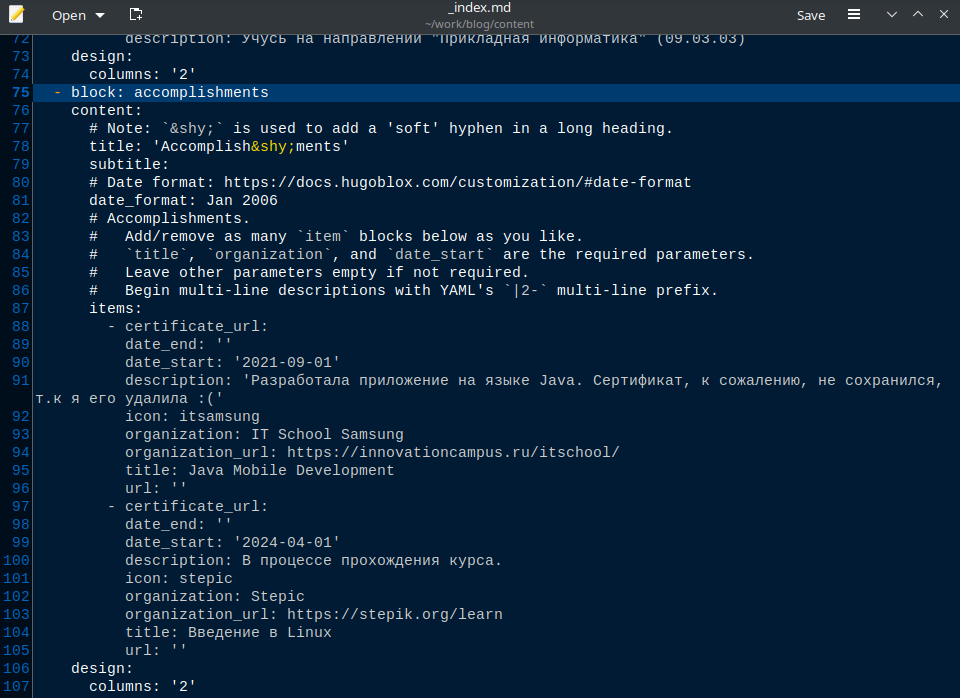 Open
_index.md
~/work/blog/content
Save
72 description: Учусь на направлении "Прикладная информатика" (09.03.03)
73 design:
74 columns: '2'
75 - block: accomplishments
76 content:
77 # Note: `&shy;` is used to add a 'soft' hyphen in a long heading.
78 title: 'Accomplish&shy;ments'
79 subtitle:
80 # Date format: https://docs.hugoblox.com/customization/#date-format
81 date_format: Jan 2006
82 # Accomplishments.
83 #   Add/remove as many `item` blocks below as you like.
84 #   `title`, `organization`, and `date_start` are the required parameters.
85 #   Leave other parameters empty if not required.
86 #   Begin multi-line descriptions with YAML's `|2-` multi-line prefix.
87 items:
88 - certificate_url:
89 date_end: ''
90 date_start: '2021-09-01'
91 description: 'Разработала приложение на языке Java. Сертификат, к сожалению, не сохранился,
т.к я его удалила :('
92 icon: itsamsung
93 organization: IT School Samsung
94 organization_url: https://innovationcampus.ru/itschool/
95 title: Java Mobile Development
96 url: ''
97 - certificate_url:
98 date_end: ''
99 date_start: '2024-04-01'
100 description: В процессе прохождения курса.
101 icon: stepic
102 organization: Stepic
103 organization_url: https://stepik.org/learn
104 title: Введение в Linux
105 url: ''
106 design:
107 columns: '2'